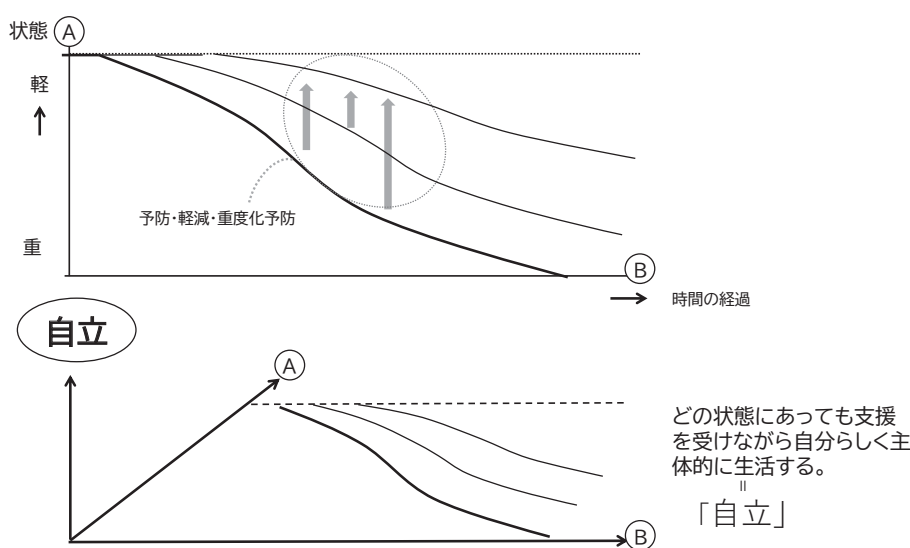 状態 A
軽
↑
予防・軽減・重度化予防
重
B
時間の経過
自立
A
どの状態にあっても支援
を受けながら自分らしく主
体的に生活する。
＝
「自立」
B